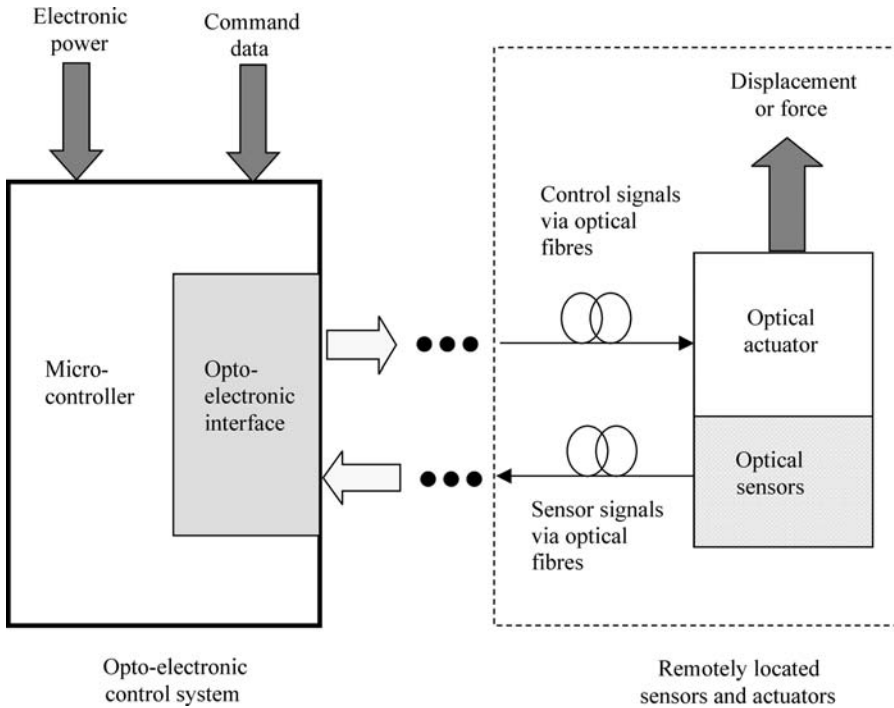 Electronic
power
Command
data
Displacement
or force
Control signals
via optical
fibres
Micro-
controller
Opto-
electronic
interface
Optical
actuator
Optical
sensors
Sensor signals
via optical
fibres
Opto-electronic
control system
Remotely located
sensors and actuators